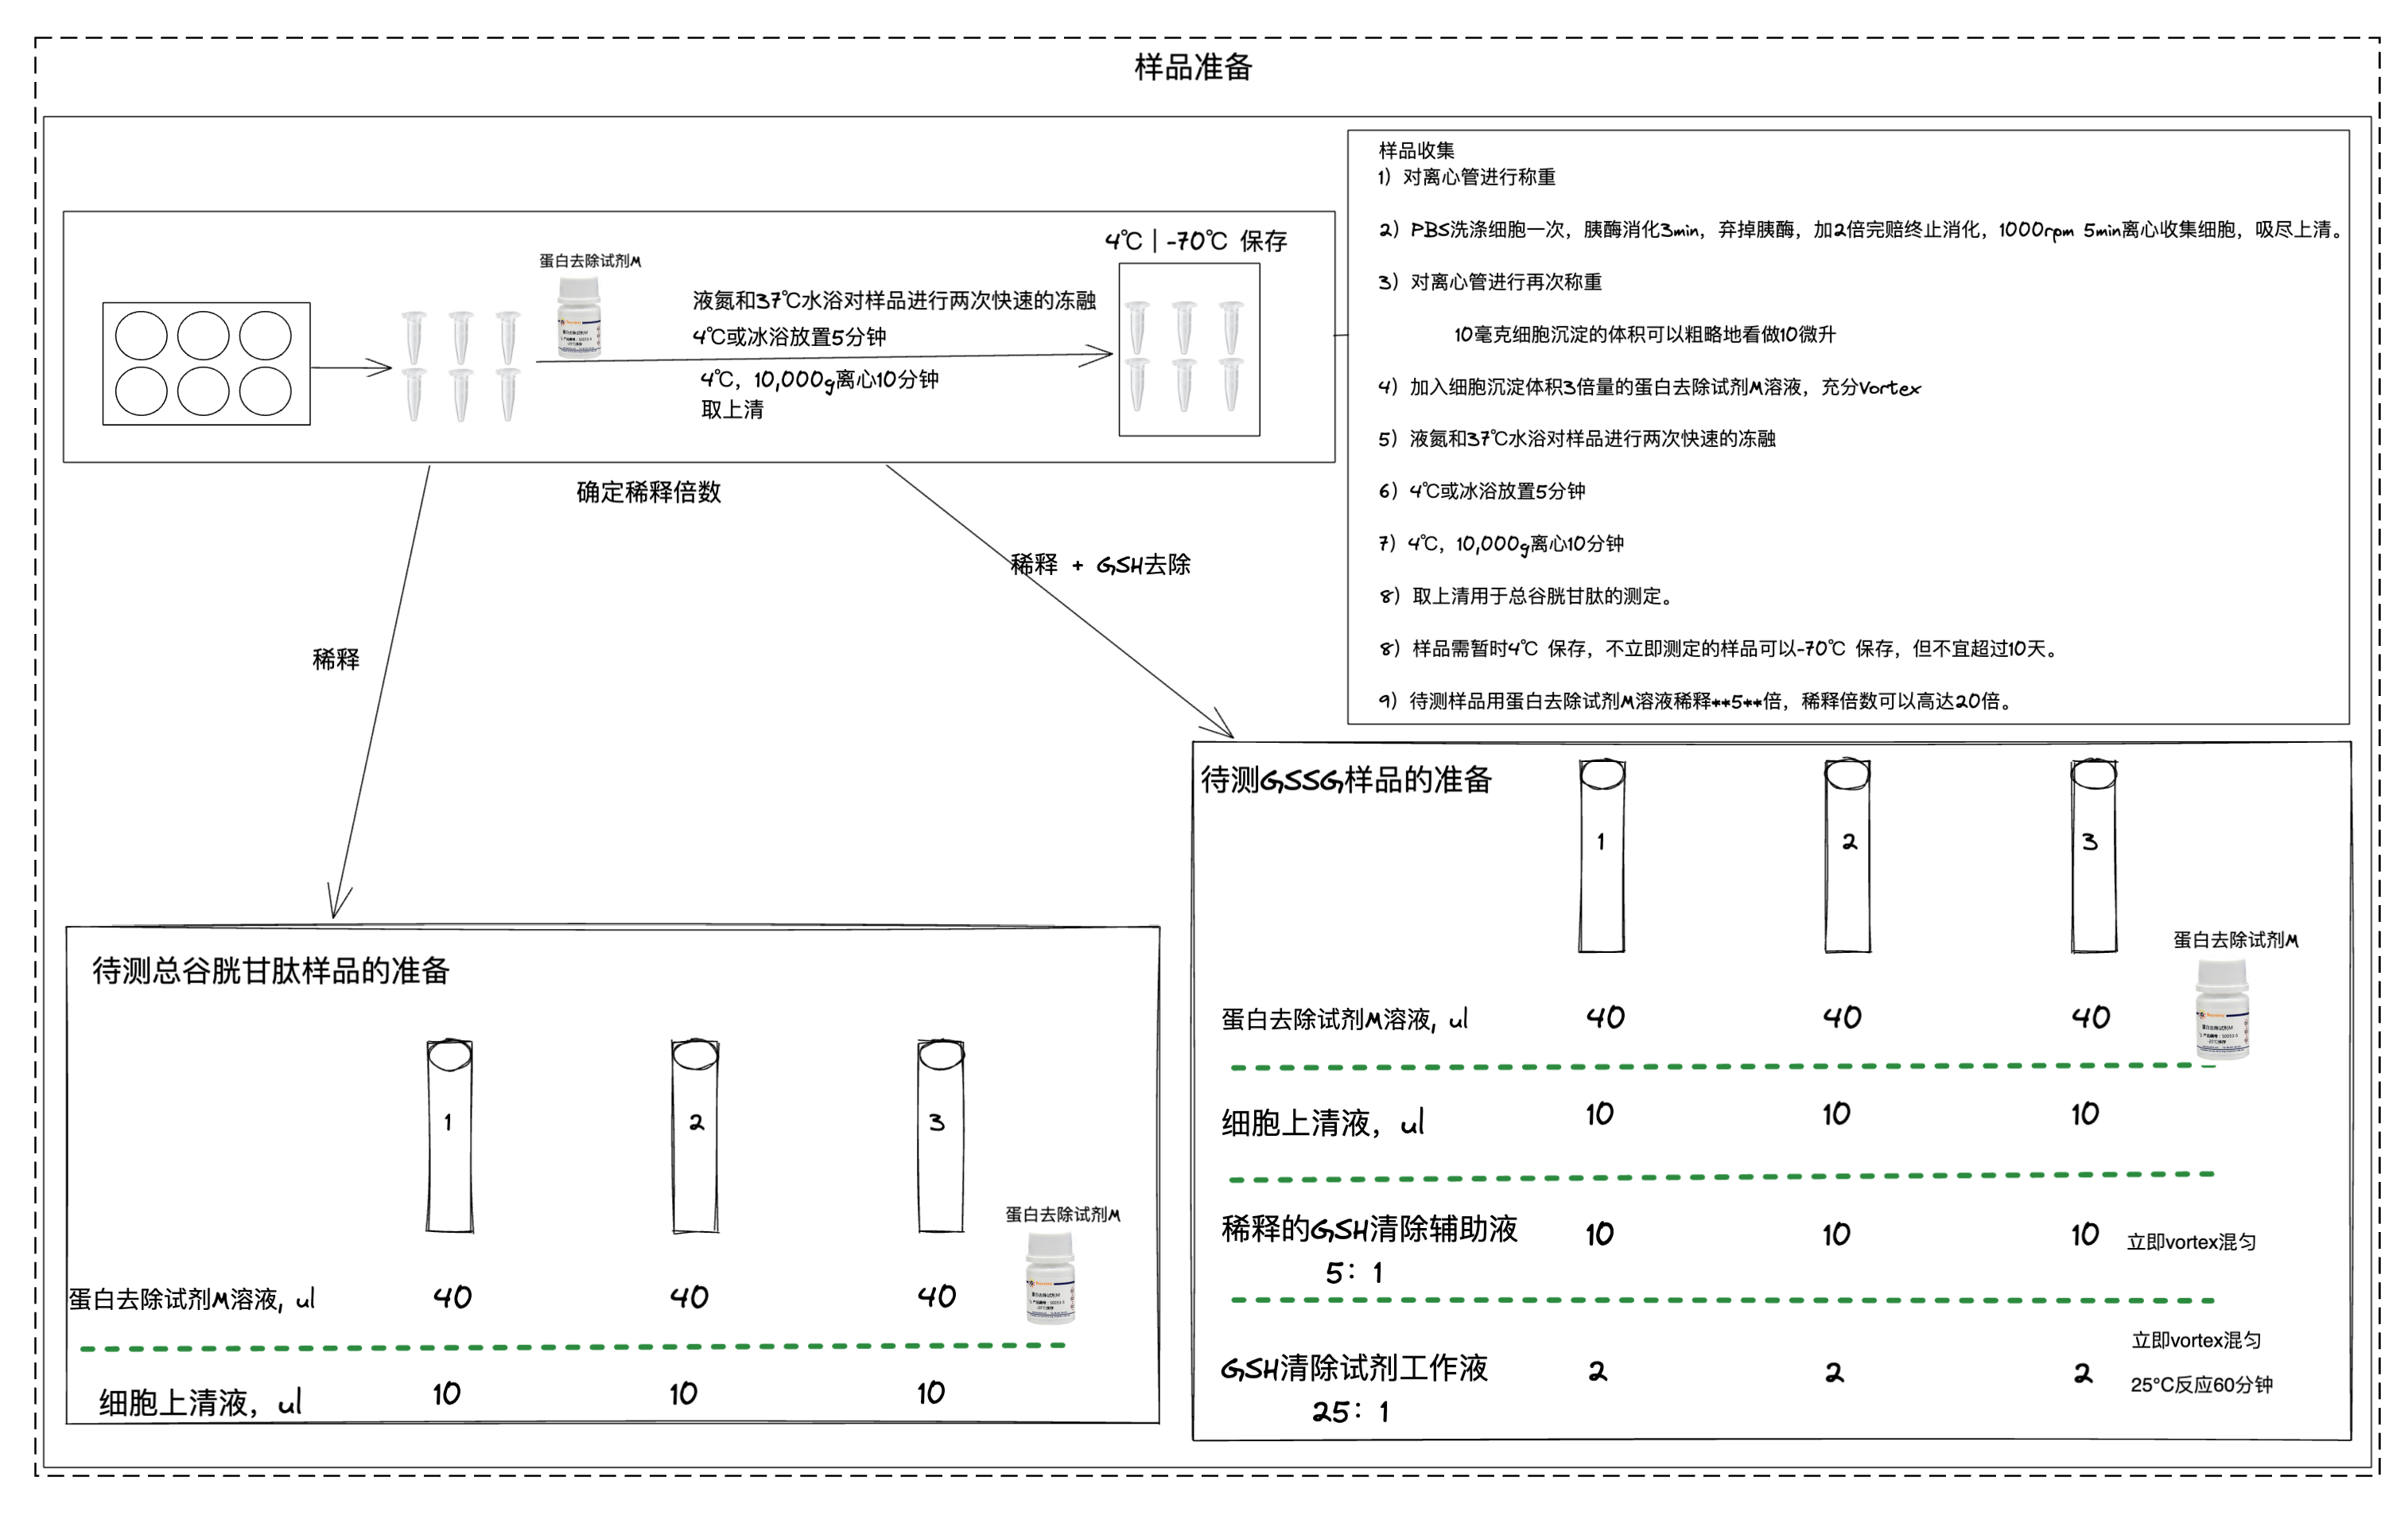 样品准备
样品收集
1）对离心管进行称重
2）PBS洗涤细胞一次，胰酶消化3min，弃掉胰酶，加2倍完赔终止消化，1000rpm 5min离心收集细胞，吸尽上清。
3）对离心管进行再次称重
10毫克细胞沉淀的体积可以粗略地看做10微升
4）加入细胞沉淀体积3倍量的蛋白去除试剂M溶液，充分Vortex
5）液氮和37℃水浴对样品进行两次快速的冻融
6）4℃或冰浴放置5分钟
7）4℃，10,000g离心10分钟
8）取上清用于总谷胱甘肽的测定。
8）样品需暂时4℃ 保存，不立即测定的样品可以-70℃ 保存，但不宜超过10天。
9）待测样品用蛋白去除试剂M溶液稀释**5**倍，稀释倍数可以高达20倍。
4℃ | -70℃ 保存
蛋白去除试剂M
液氮和37℃水浴对样品进行两次快速的冻融
4℃或冰浴放置5分钟
4℃，10,000g离心10分钟
取上清
确定稀释倍数
稀释 + GSH去除
稀释
待测总谷胱甘肽样品的准备
1 2 3
蛋白去除试剂M
蛋白去除试剂M溶液, ul 40 40 40
细胞上清液，ul 10 10 10
待测GSSG样品的准备
1 2 3
蛋白去除试剂M
蛋白去除试剂M溶液, ul 40 40 40
细胞上清液，ul 10 10 10
稀释的GSH清除辅助液 10 10 10 立即vortex混匀
5：1
GSH清除试剂工作液 2 2 2 立即vortex混匀
25：1 25°C反应60分钟